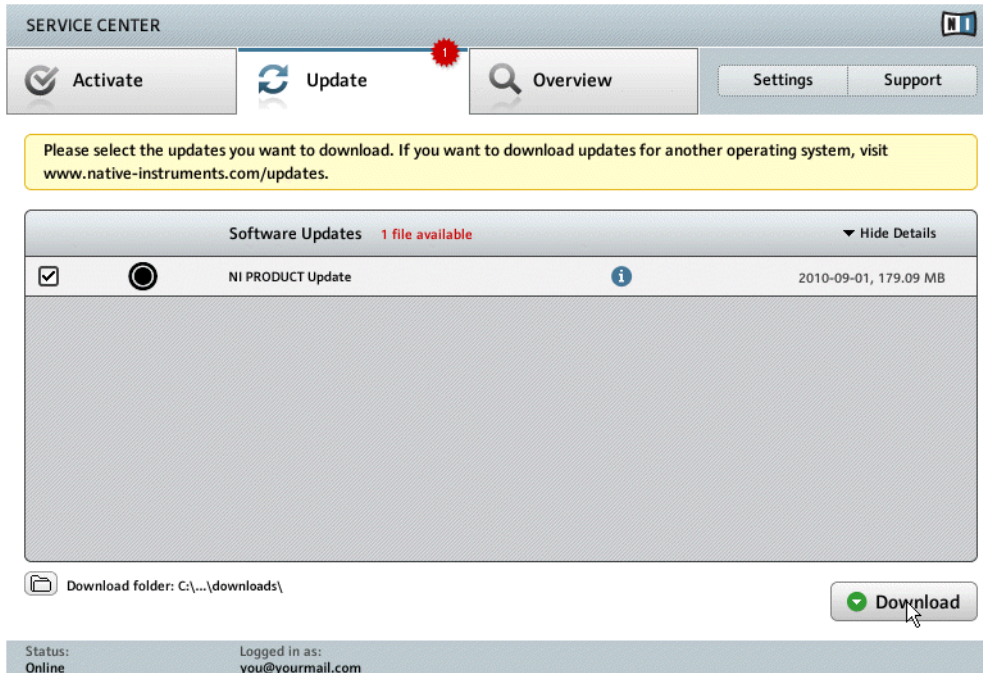 SERVICE CENTER
NI
Activate
Update
1
Overview
Settings
Support
Please select the updates you want to download. If you want to download updates for another operating system, visit
www.native-instruments.com/updates.
Software Updates 1 file available Hide Details
NI PRODUCT Update i 2010-09-01, 179.09 MB
Download folder: C:\...\downloads\
Download
Status: Logged in as:
Online you@yourmail.com